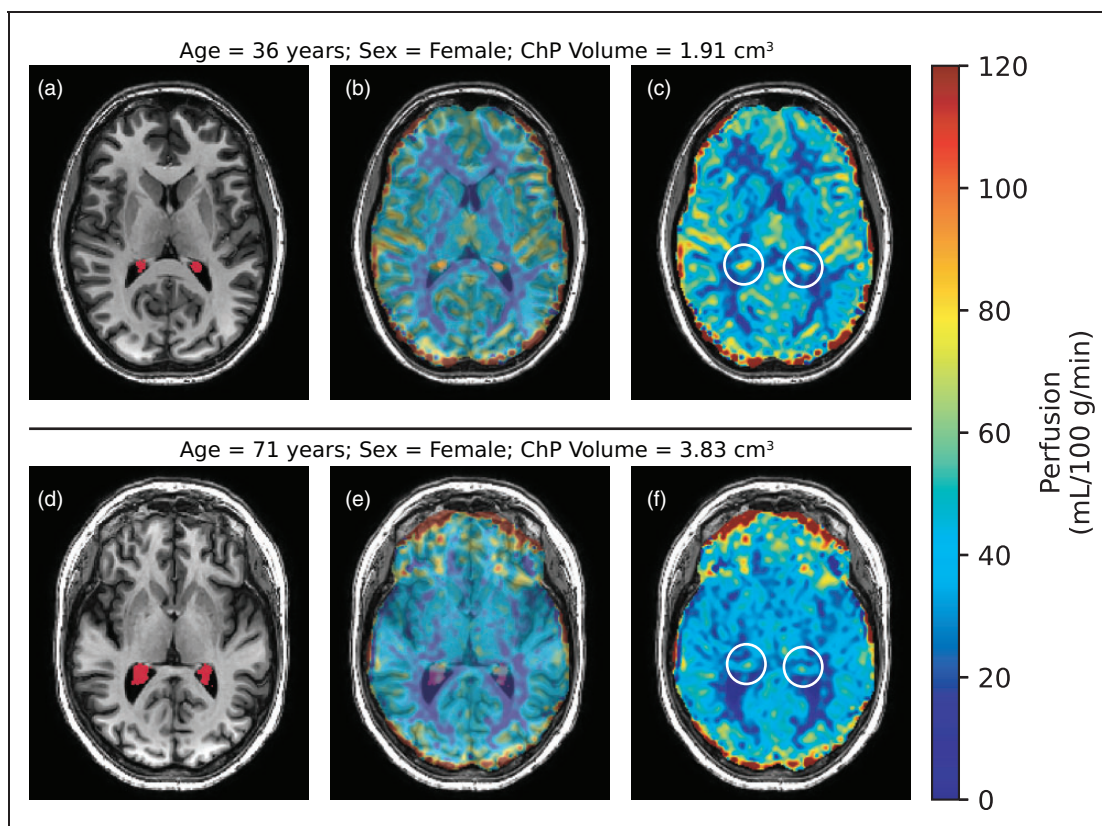 Age = 36 years; Sex = Female; ChP Volume = 1.91 cm³
(a)
(b)
(c)
Age = 71 years; Sex = Female; ChP Volume = 3.83 cm³
(d)
(e)
(f)
120
100
80
60
40
20
0
Perfusion
(mL/100 g/min)